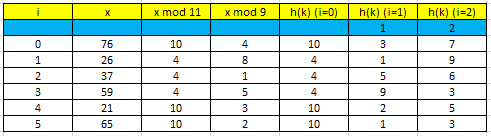 i x x mod 11 x mod 9 h(k) (i=0) h(k) (i=1) h(k) (i=2)
1 2
0 76 10 4 10 3 7
1 26 4 8 4 1 9
2 37 4 1 4 5 6
3 59 4 5 4 9 3
4 21 10 3 10 2 5
5 65 10 2 10 1 3